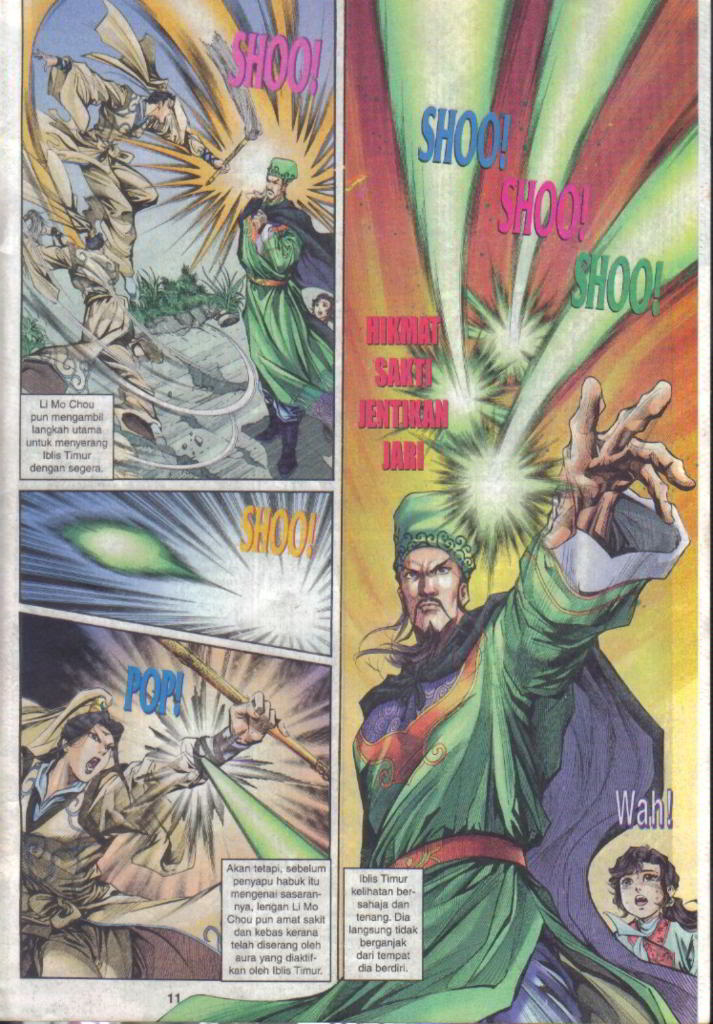 SHOO!
Li Mo Chou
pun mengambil
langkah utama
untuk menyerang
Iblis Timur
dengan segera.
SHOO!
POP!
Akan tetapi, sebelum
penyapu habuk itu
mengenai sasaran-
nya, lengan Li Mo
Chou pun amat sakit
dan kebas kerana
telah diserang oleh
aura yang diaktif-
kan oleh Iblis Timur.
SHOO!
SHOO!
SHOO!
HIKMAT
SAKTI
JENTIKAN
JARI
Wah!
Iblis Timur
kelihatan ber-
sahaja dan
tenang. Dia
langsung tidak
berganjak
dari tempat
dia berdiri.
11